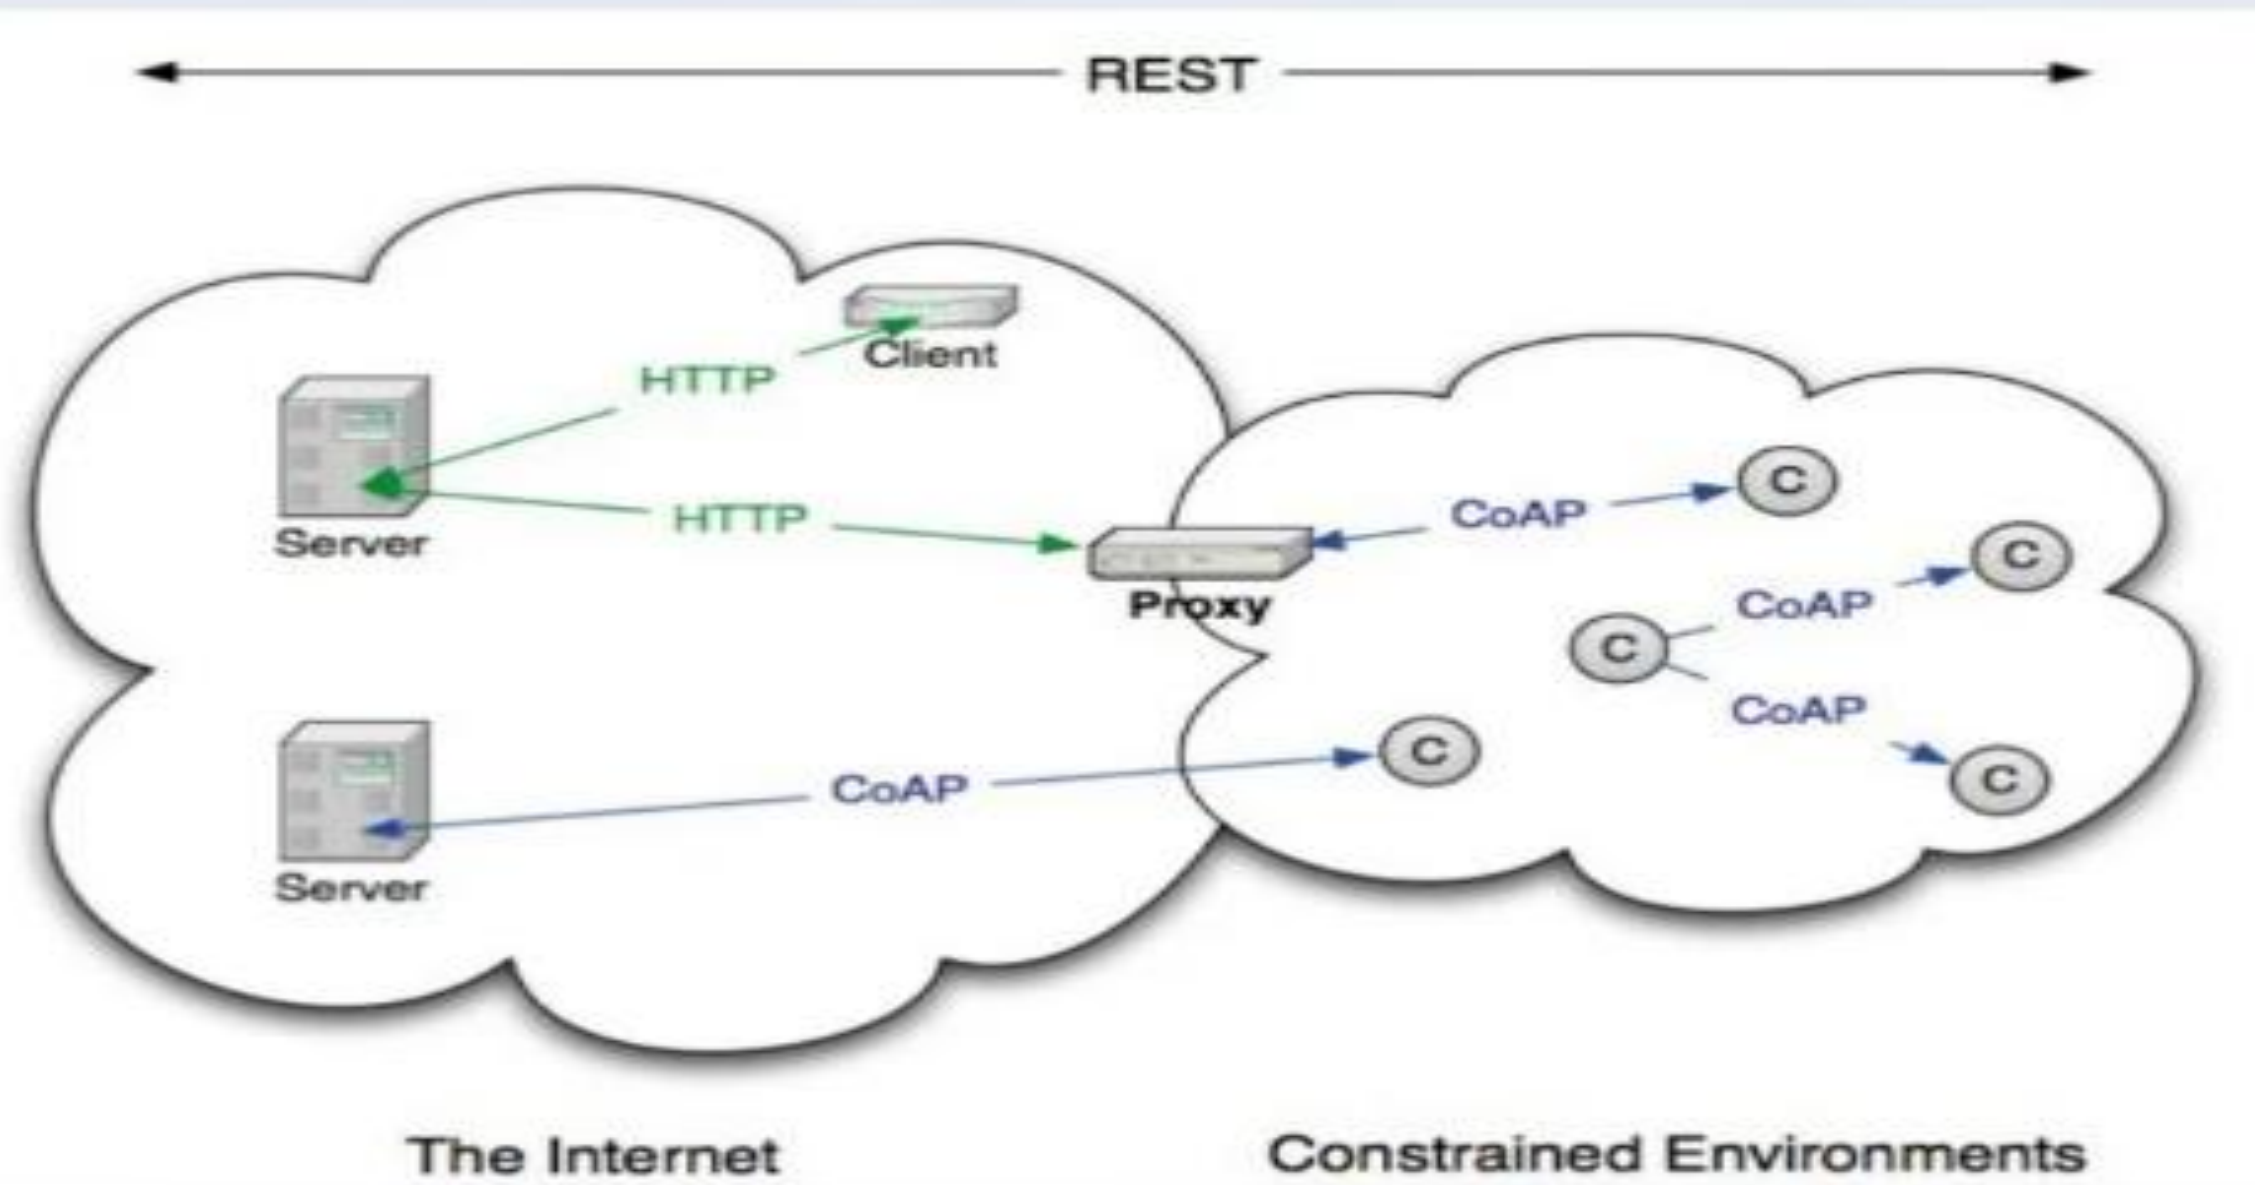 REST
Client
HTTP
Server
HTTP
Proxy
CoAP
C
C
CoAP
C
CoAP
C
C
CoAP
Server
The Internet
Constrained Environments